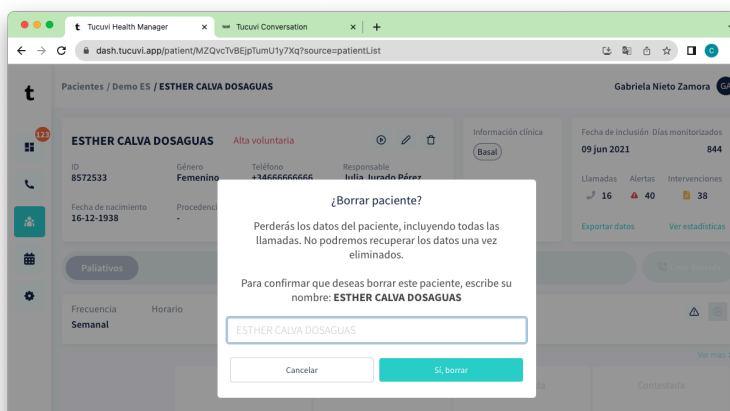 Tucuvi Health Manager
Tucuvi Conversation
dash.tucuvi.app/patient/MZQvcTvBEjpTumU1y7Xq?source=patientList
t
Pacientes / Demo ES / ESTHER CALVA DOSAGUAS
Gabriela Nieto Zamora
GA
123
ESTHER CALVA DOSAGUAS
Alta voluntaria
Información clínica
Basal
Fecha de inclusión Días monitorizados
09 jun 2021 844
ID Género Teléfono Responsable
8572533 Femenino +34666666666 Julia Jurado Pérez
Llamadas Alertas Intervenciones
16 40 38
Fecha de nacimiento
16-12-1938 -
Exportar datos Ver estadísticas
¿Borrar paciente?
Perderás los datos del paciente, incluyendo todas las
llamadas. No podremos recuperar los datos una vez
eliminados.
Para confirmar que deseas borrar este paciente, escribe su
nombre: ESTHER CALVA DOSAGUAS
ESTHER CALVA DOSAGUAS
Cancelar
Sí, borrar
Paliativos
Frecuencia Horario
Semanal
Ver más
Contestada